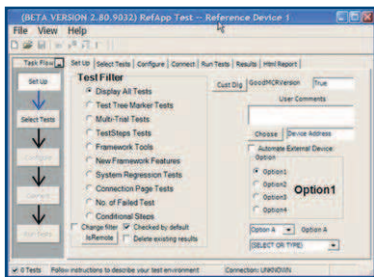 (BETA VERSION 2.80.9032) RefApp Test -- Reference Device 1
File View Help
Task Flow
Set Up Select Tests Configure Connect Run Tests Results Html Report
Set Up
Select Tests
Configure
Connect
Run Tests
Test Filter
Display All Tests
Test Tree Marker Tests
Multi-Trial Tests
TestSteps Tests
Framework Tools
New Framework Features
System Regression Tests
Connection Page Tests
No. of Failed Test
Conditional Steps
Change filter Checked by default
IsRemote Delete existing results
Cust Dlg GoodMCRVersion True
User Comments
Choose Device Address
Automate External Device
Option
Option1
Option2
Option3
Option4
Option1
Option A Option A
(SELECT OR TYPE)
0 Tests Follow instructions to describe your test environment Connection: UNKNOWN